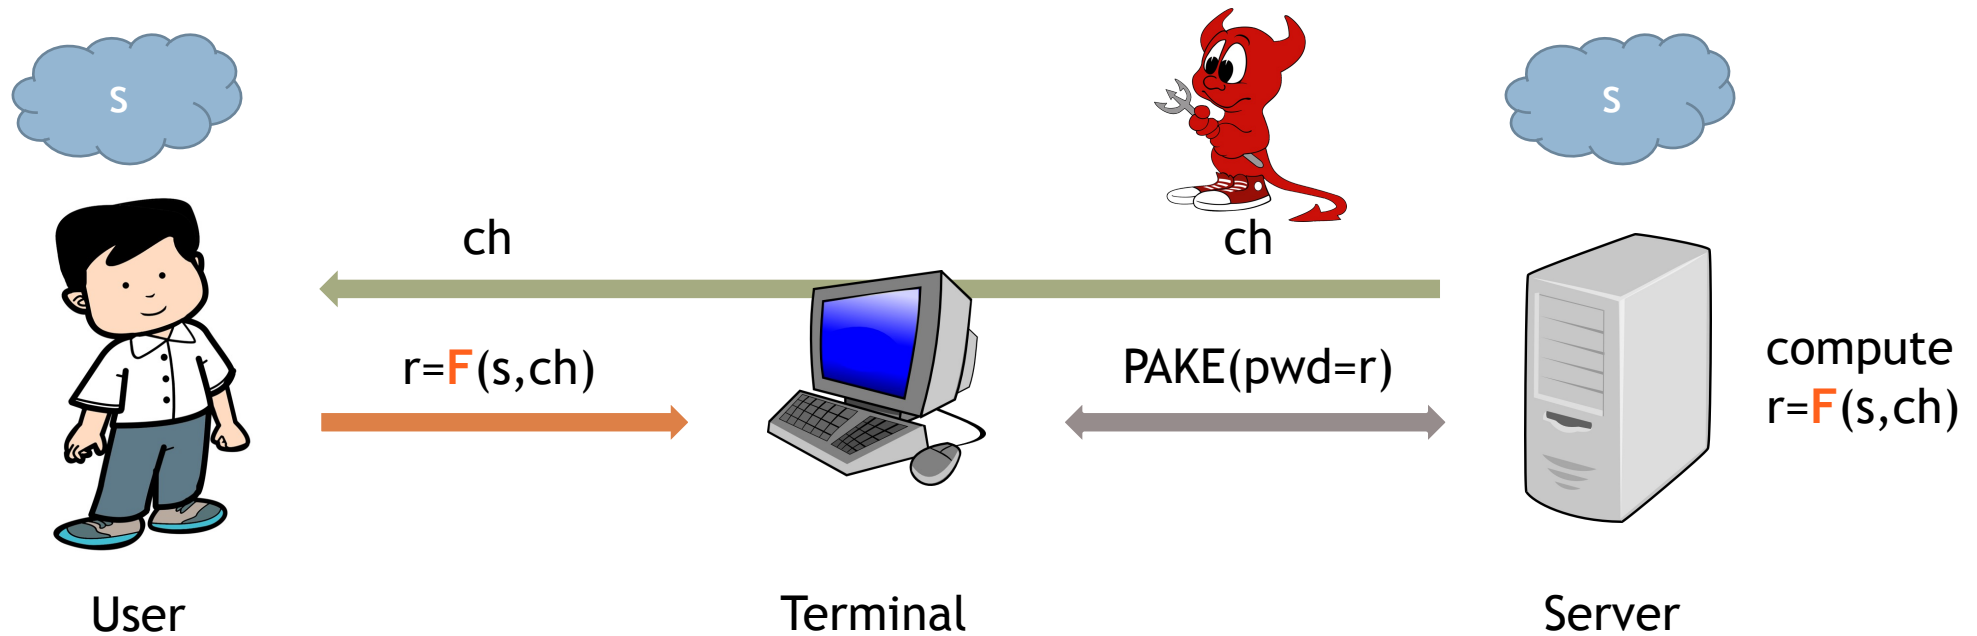 s
s
ch
ch
r=F(s,ch)
PAKE(pwd=r)
compute
r=F(s,ch)
User
Terminal
Server